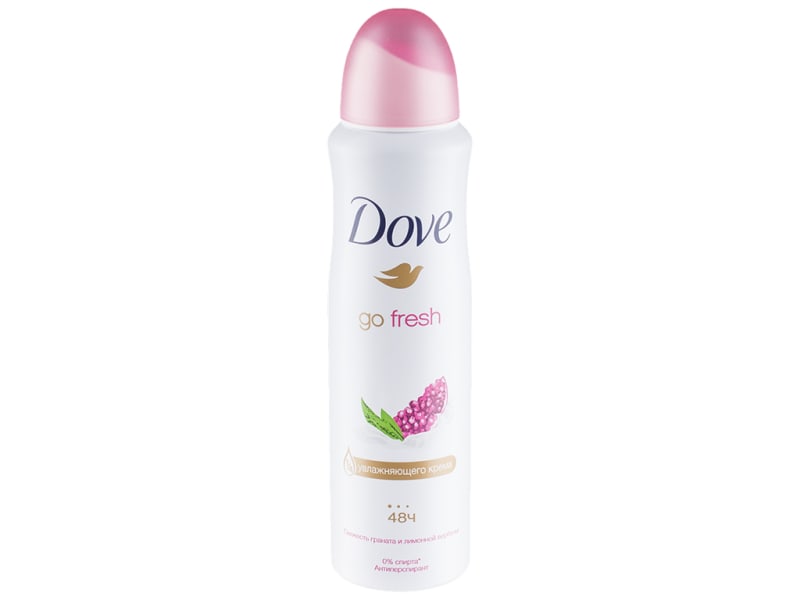 Dove
go fresh
увлажняющего крема
48ч
Свежесть граната и лимонной вербены
0% спирта*
Антиперспирант